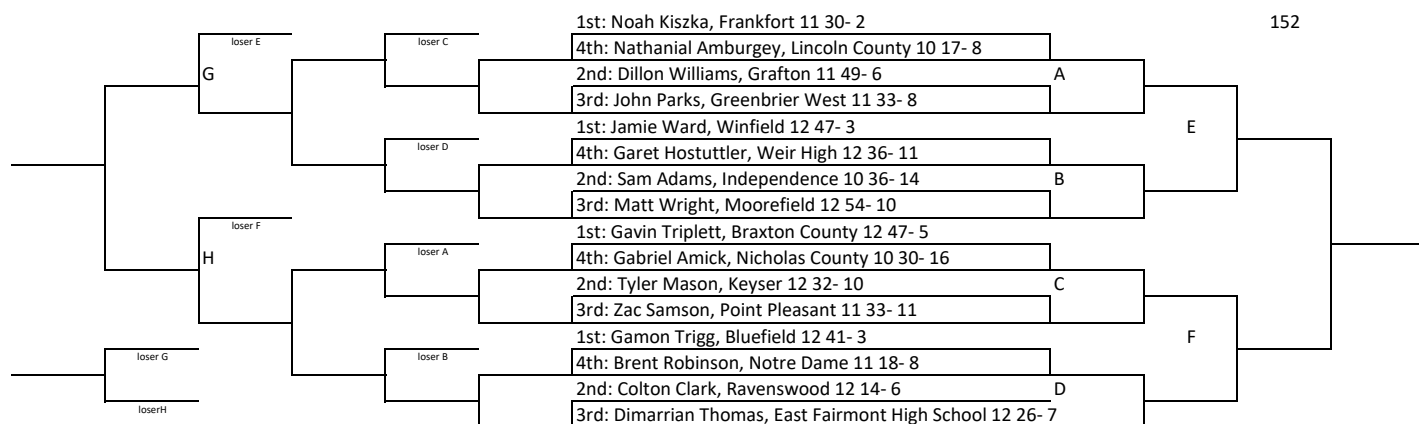 1st: Noah Kiszka, Frankfort 11 30- 2
152
loser E
loser C
4th: Nathanial Amburgey, Lincoln County 10 17- 8
G
2nd: Dillon Williams, Grafton 11 49- 6
A
3rd: John Parks, Greenbrier West 11 33- 8
1st: Jamie Ward, Winfield 12 47- 3
E
loser D
4th: Garet Hostuttler, Weir High 12 36- 11
2nd: Sam Adams, Independence 10 36- 14
B
3rd: Matt Wright, Moorefield 12 54- 10
loser F
1st: Gavin Triplett, Braxton County 12 47- 5
H
loser A
4th: Gabriel Amick, Nicholas County 10 30- 16
2nd: Tyler Mason, Keyser 12 32- 10
C
3rd: Zac Samson, Point Pleasant 11 33- 11
1st: Gamon Trigg, Bluefield 12 41- 3
F
loser G
loser B
4th: Brent Robinson, Notre Dame 11 18- 8
2nd: Colton Clark, Ravenswood 12 14- 6
D
loserH
3rd: Dimarrian Thomas, East Fairmont High School 12 26- 7